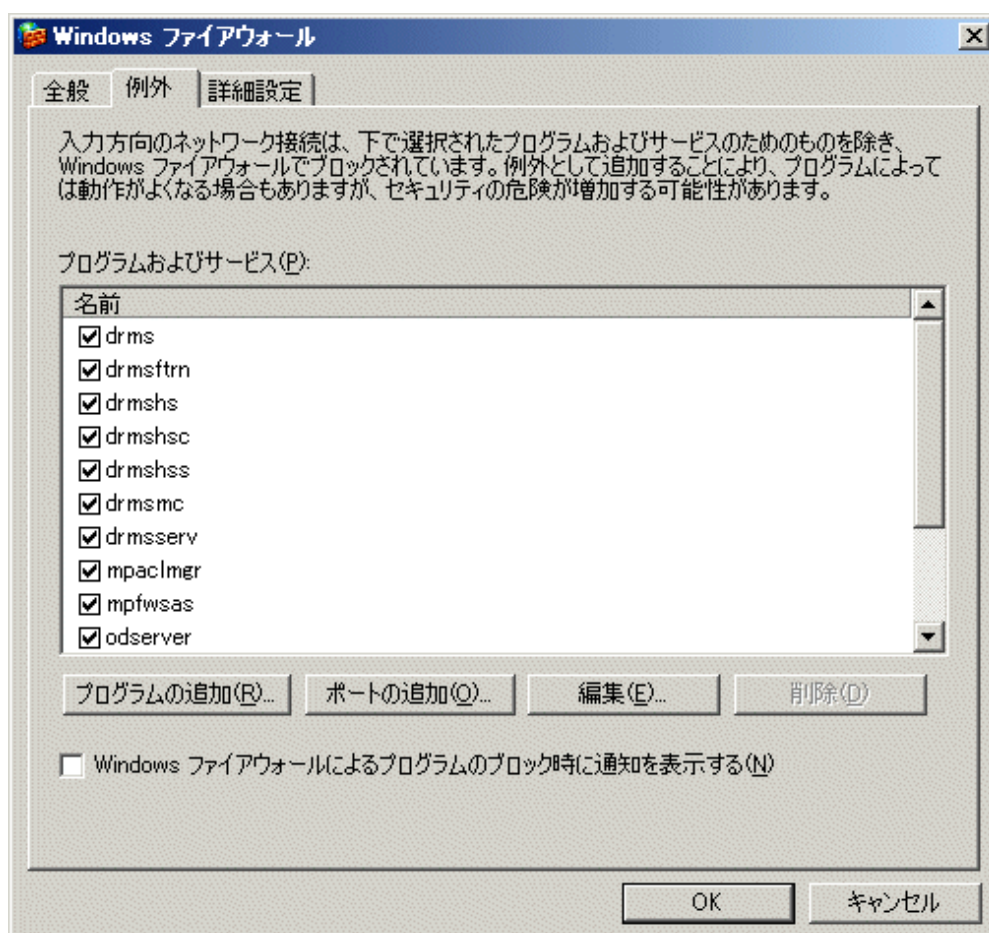 Windows ファイアウォール
全般 例外 詳細設定
入力方向のネットワーク接続は、下で選択されたプログラムおよびサービスのためのものを除き、
Windows ファイアウォールでブロックされています。例外として追加することにより、プログラムによって
は動作がよくなる場合もありますが、セキュリティの危険が増加する可能性があります。
プログラムおよびサービス(P):
名前
drms
drmsftrn
drmshs
drmshsc
drmshss
drmsmc
drmsserv
mpaclmgr
mpfwsas
odserver
プログラムの追加(R)... ポートの追加(O)... 編集(E)... 削除(D)
Windows ファイアウォールによるプログラムのブロック時に通知を表示する(N)
OK キャンセル